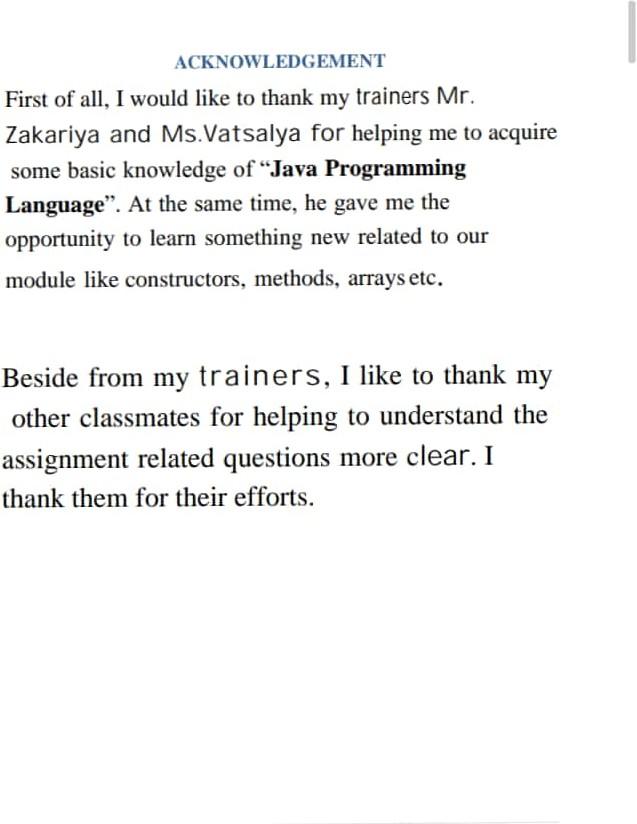 ACKNOWLEDGEMENT
First of all, I would like to thank my trainers Mr.
Zakariya and Ms.Vatsalya for helping me to acquire
some basic knowledge of “Java Programming
Language”. At the same time, he gave me the
opportunity to learn something new related to our
module like constructors, methods, arrays etc.
Beside from my trainers, I like to thank my
other classmates for helping to understand the
assignment related questions more clear. I
thank them for their efforts.